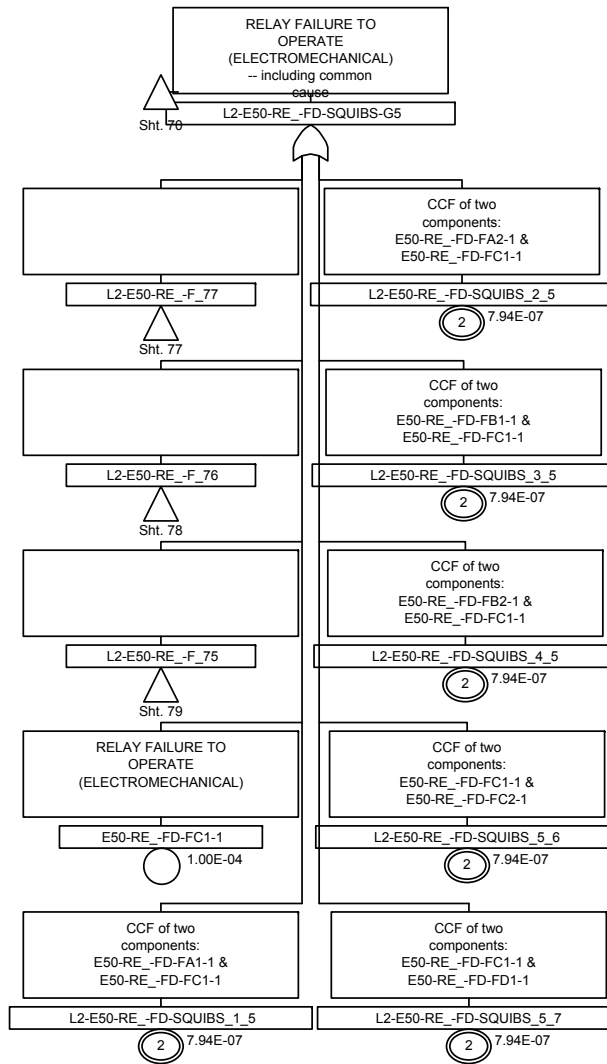 RELAY FAILURE TO
OPERATE
(ELECTROMECHANICAL)
-- including common
cause
L2-E50-RE_-FD-SQUIBS-G5
Sht. 70
L2-E50-RE_-F_77
Sht. 77
CCF of two
components:
E50-RE_-FD-FA2-1 &
E50-RE_-FD-FC1-1
L2-E50-RE_-FD-SQUIBS_2_5
2
7.94E-07
L2-E50-RE_-F_76
Sht. 78
CCF of two
components:
E50-RE_-FD-FB1-1 &
E50-RE_-FD-FC1-1
L2-E50-RE_-FD-SQUIBS_3_5
2
7.94E-07
L2-E50-RE_-F_75
Sht. 79
CCF of two
components:
E50-RE_-FD-FB2-1 &
E50-RE_-FD-FC1-1
L2-E50-RE_-FD-SQUIBS_4_5
2
7.94E-07
RELAY FAILURE TO
OPERATE
(ELECTROMECHANICAL)
E50-RE_-FD-FC1-1
1.00E-04
CCF of two
components:
E50-RE_-FD-FC1-1 &
E50-RE_-FD-FC2-1
L2-E50-RE_-FD-SQUIBS_5_6
2
7.94E-07
CCF of two
components:
E50-RE_-FD-FA1-1 &
E50-RE_-FD-FC1-1
L2-E50-RE_-FD-SQUIBS_1_5
2
7.94E-07
CCF of two
components:
E50-RE_-FD-FC1-1 &
E50-RE_-FD-FD1-1
L2-E50-RE_-FD-SQUIBS_5_7
2
7.94E-07